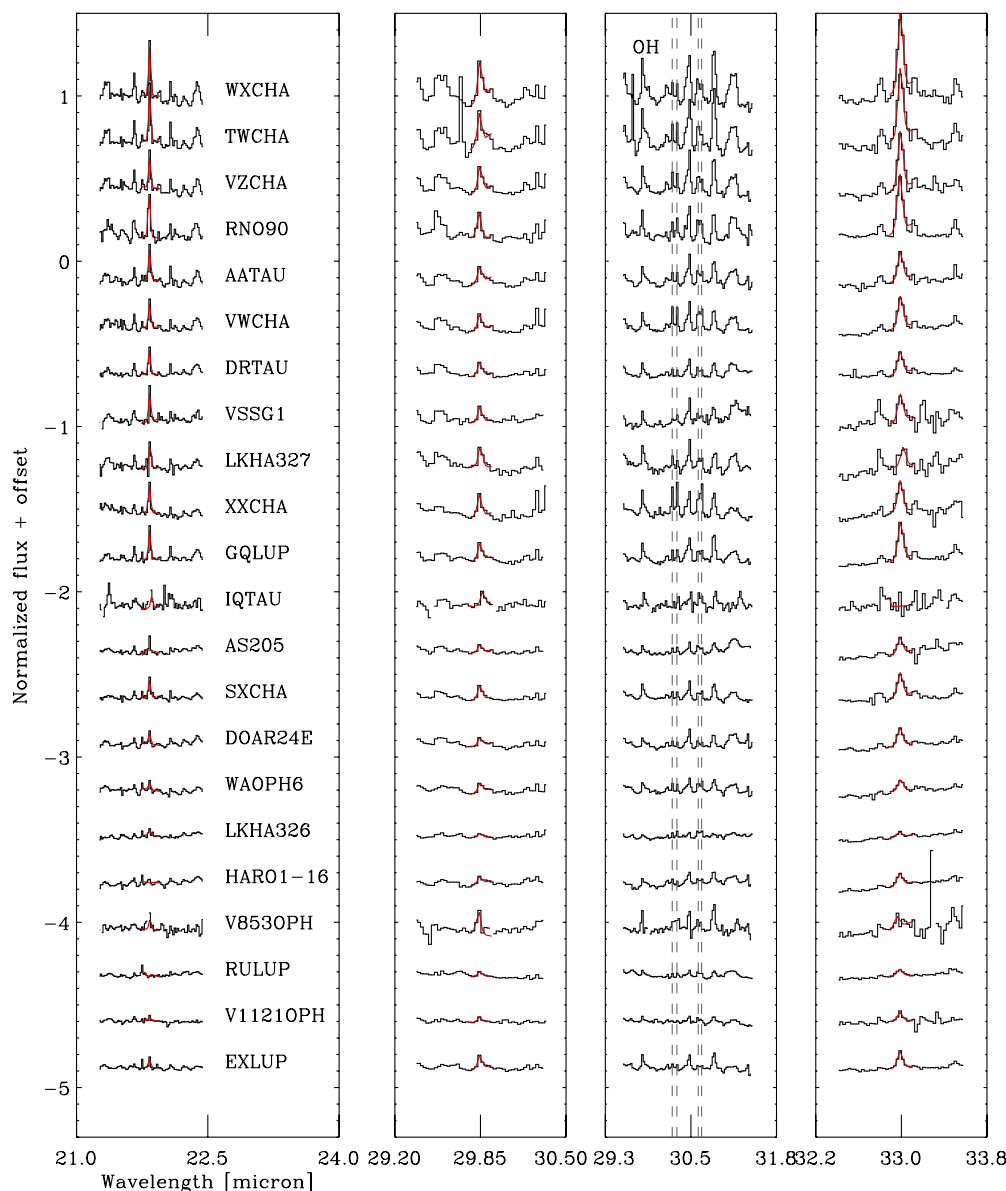 OH
WXCHA
1
TWCHA
VZCHA
RNO90
0
AATAU
VWCHA
DRTAU
VSSG1
−1
LKHA327
XXCHA
GQLUP
IQTAU
−2
AS205
SXCHA
DOAR24E
−3
WAOPH6
LKHA326
HARO1−16
V853OPH
−4
RULUP
V1121OPH
EXLUP
−5
Normalized flux + offset
21.0 22.5 24.0 29.20 29.85 30.50 29.3 30.5 31.8 32.2 33.0 33.8
Wavelength [micron]